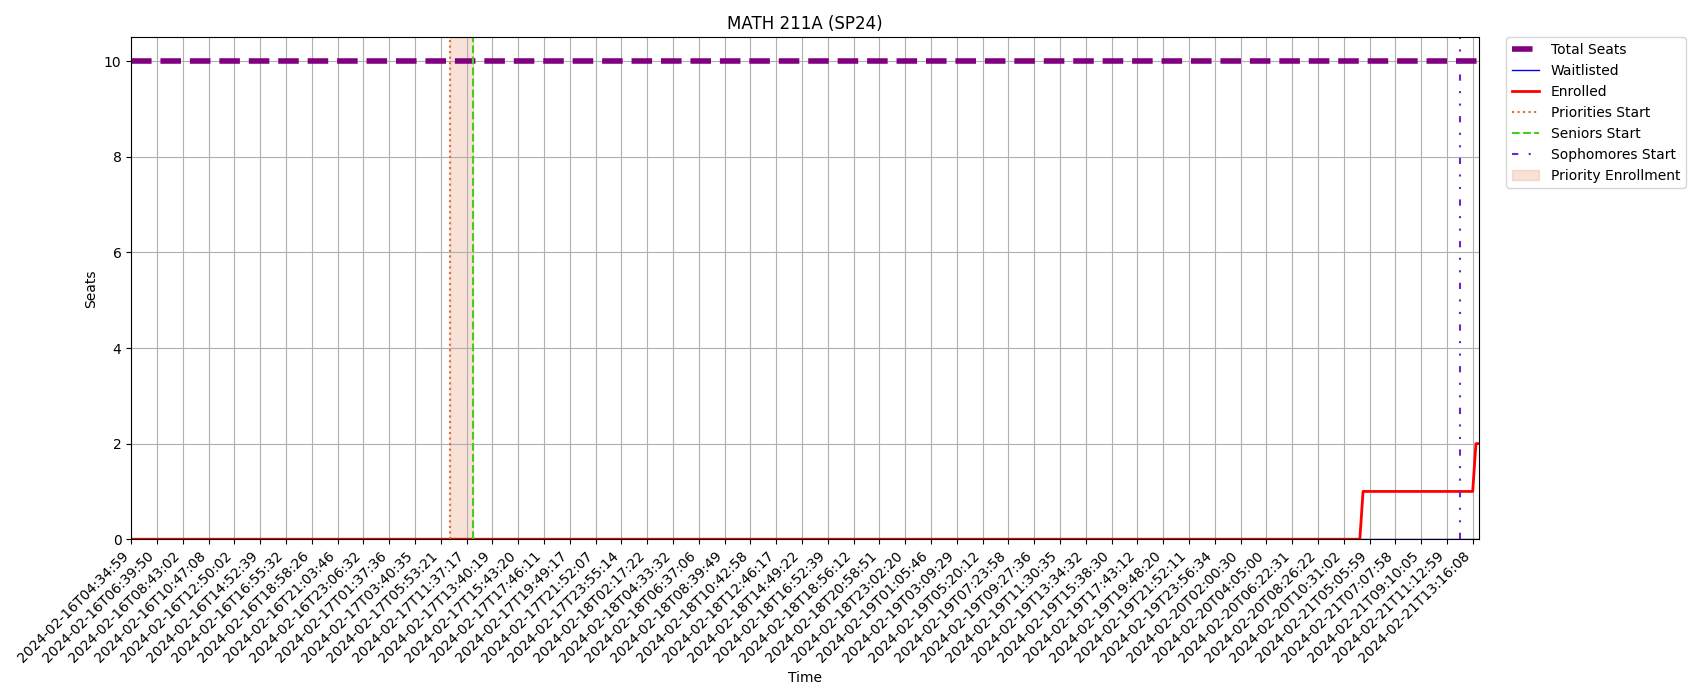 MATH 211A (SP24)
Total Seats
Waitlisted
Enrolled
Priorities Start
Seniors Start
Sophomores Start
Priority Enrollment
Seats
10
8
6
4
2
0
2024-02-16T04:34:59
2024-02-16T06:39:50
2024-02-16T08:43:02
2024-02-16T10:47:08
2024-02-16T12:50:02
2024-02-16T14:52:39
2024-02-16T16:55:32
2024-02-16T18:58:26
2024-02-16T21:03:46
2024-02-16T23:06:32
2024-02-17T01:37:36
2024-02-17T03:40:35
2024-02-17T05:53:21
2024-02-17T11:37:17
2024-02-17T13:40:19
2024-02-17T15:43:20
2024-02-17T17:46:11
2024-02-17T19:49:17
2024-02-17T21:52:07
2024-02-17T23:55:14
2024-02-18T02:17:22
2024-02-18T04:33:32
2024-02-18T06:37:06
2024-02-18T08:39:49
2024-02-18T10:42:58
2024-02-18T12:46:17
2024-02-18T14:49:22
2024-02-18T16:52:39
2024-02-18T18:56:12
2024-02-18T20:58:51
2024-02-18T23:02:20
2024-02-19T01:05:46
2024-02-19T03:09:29
2024-02-19T05:20:12
2024-02-19T07:23:58
2024-02-19T09:27:36
2024-02-19T11:30:35
2024-02-19T13:34:32
2024-02-19T15:38:30
2024-02-19T17:43:12
2024-02-19T19:48:20
2024-02-19T21:52:11
2024-02-19T23:56:34
2024-02-20T02:00:30
2024-02-20T04:05:00
2024-02-20T06:22:31
2024-02-20T08:26:22
2024-02-20T10:31:02
2024-02-21T05:05:59
2024-02-21T07:07:58
2024-02-21T09:10:05
2024-02-21T11:12:59
2024-02-21T13:16:08
Time